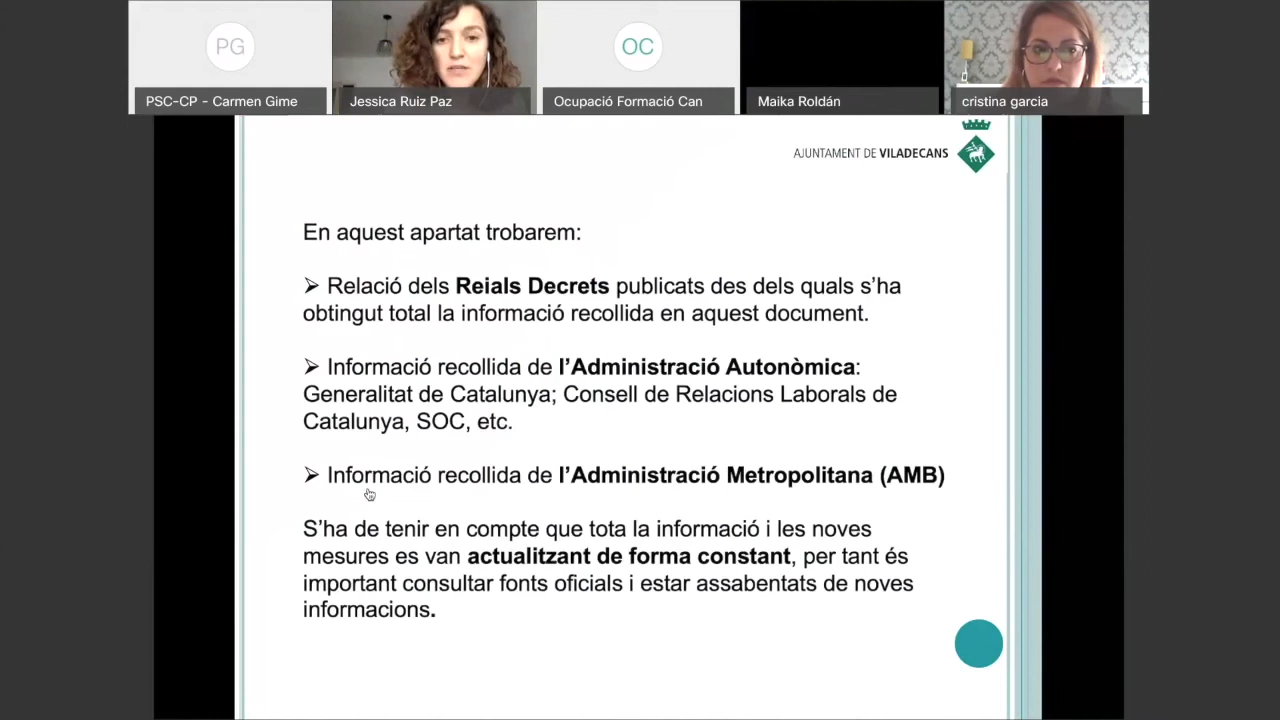 PG
OC
PSC-CP - Carmen Gime
Jessica Ruiz Paz
Ocupació Formació Can
Maika Roldán
cristina garcia
AJUNTAMENT DE VILADECANS
En aquest apartat trobarem:
➢ Relació dels Reials Decrets publicats des dels quals s’ha
obtingut total la informació recollida en aquest document.
➢ Informació recollida de l’Administració Autonòmica:
Generalitat de Catalunya; Consell de Relacions Laborals de
Catalunya, SOC, etc.
➢ Informació recollida de l’Administració Metropolitana (AMB)
S’ha de tenir en compte que tota la informació i les noves
mesures es van actualitzant de forma constant, per tant és
important consultar fonts oficials i estar assabentats de noves
informacions.